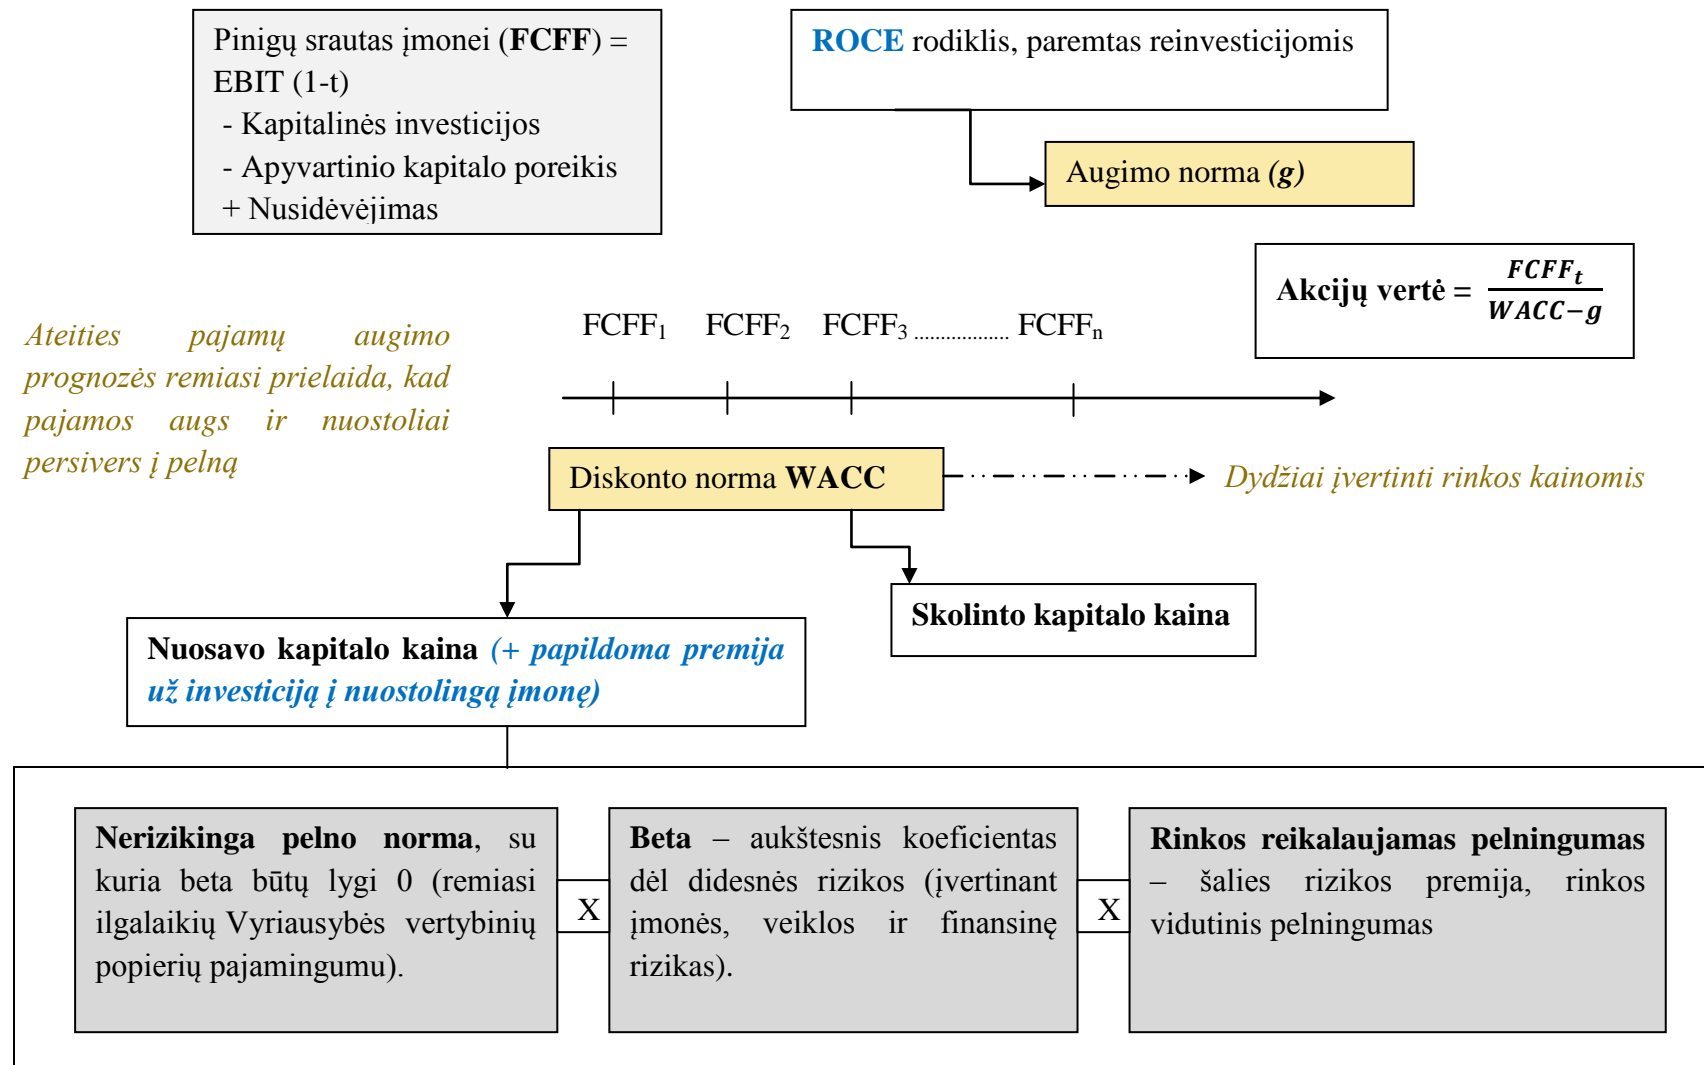 Pinigų srautas įmonei (FCFF) =
EBIT (1-t)
- Kapitalinės investicijos
- Apyvartinio kapitalo poreikis
+ Nusidėvėjimas
ROCE rodiklis, paremtas reinvesticijomis
Augimo norma (g)
Akcijų vertė = FCFFt / WACC−g
Ateities pajamų augimo
prognozės remiasi prielaida, kad
pajamos augs ir nuostoliai
persivers į pelną
FCFF1 FCFF2 FCFF3 .................. FCFFn
Diskonto norma WACC
Dydžiai įvertinti rinkos kainomis
Skolinto kapitalo kaina
Nuosavo kapitalo kaina (+ papildoma premija
už investiciją į nuostolingą įmonę)
Nerizikinga pelno norma, su
kuria beta būtų lygi 0 (remiasi
ilgalaikių Vyriausybės vertybinių
popierių pajamingumu).
X
Beta – aukštesnis koeficientas
dėl didesnės rizikos (įvertinant
įmonės, veiklos ir finansinę
rizikas).
X
Rinkos reikalaujamas pelningumas
– šalies rizikos premija, rinkos
vidutinis pelningumas